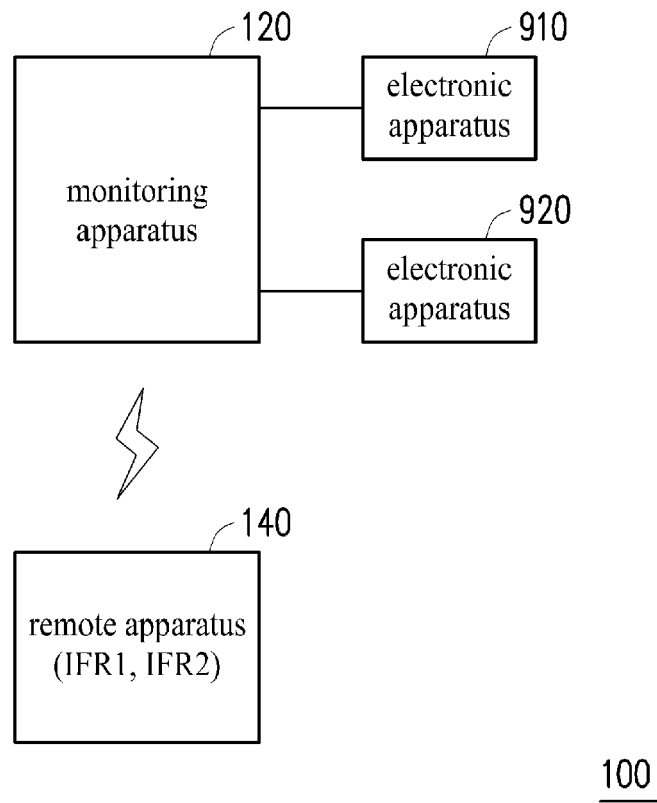 120
910
electronic
apparatus
monitoring
apparatus
920
electronic
apparatus
140
remote apparatus
(IFR1, IFR2)
100